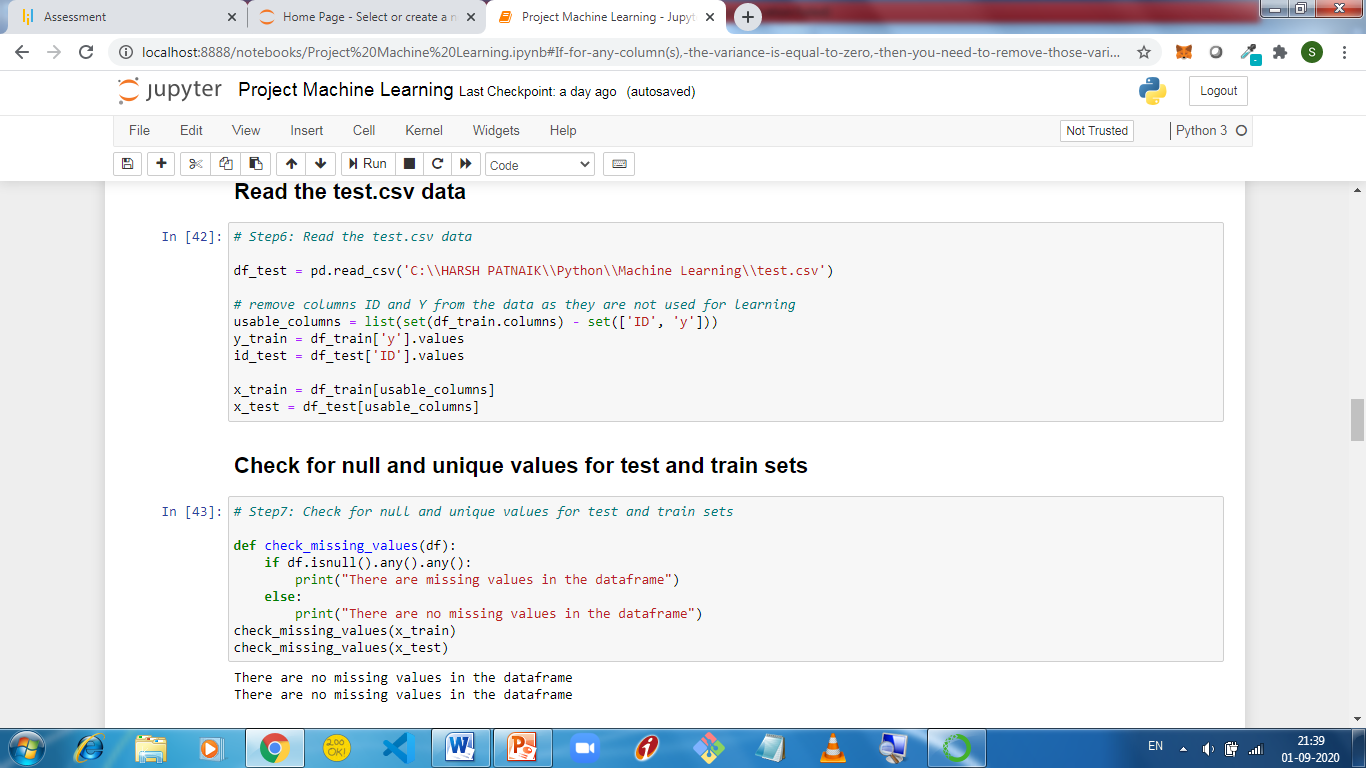 Assessment
Home Page - Select or create a n
Project Machine Learning - Jupyt
localhost:8888/notebooks/Project%20Machine%20Learning.ipynb#If-for-any-column(s),-the-variance-is-equal-to-zero,-then-you-need-to-remove-those-vari...
S
jupyter Project Machine Learning Last Checkpoint: a day ago (autosaved)
Logout
File Edit View Insert Cell Kernel Widgets Help
Not Trusted
Python 3
Run
Code
Read the test.csv data
In [42]:
# Step6: Read the test.csv data
df_test = pd.read_csv('C:\\HARSH PATNAIK\\Python\\Machine Learning\\test.csv')
# remove columns ID and Y from the data as they are not used for learning
usable_columns = list(set(df_train.columns) - set(['ID', 'y']))
y_train = df_train['y'].values
id_test = df_test['ID'].values
x_train = df_train[usable_columns]
x_test = df_test[usable_columns]
Check for null and unique values for test and train sets
In [43]:
# Step7: Check for null and unique values for test and train sets
def check_missing_values(df):
    if df.isnull().any().any():
        print("There are missing values in the dataframe")
    else:
        print("There are no missing values in the dataframe")
check_missing_values(x_train)
check_missing_values(x_test)
There are no missing values in the dataframe
There are no missing values in the dataframe
200 OK!
EN
21:39
01-09-2020